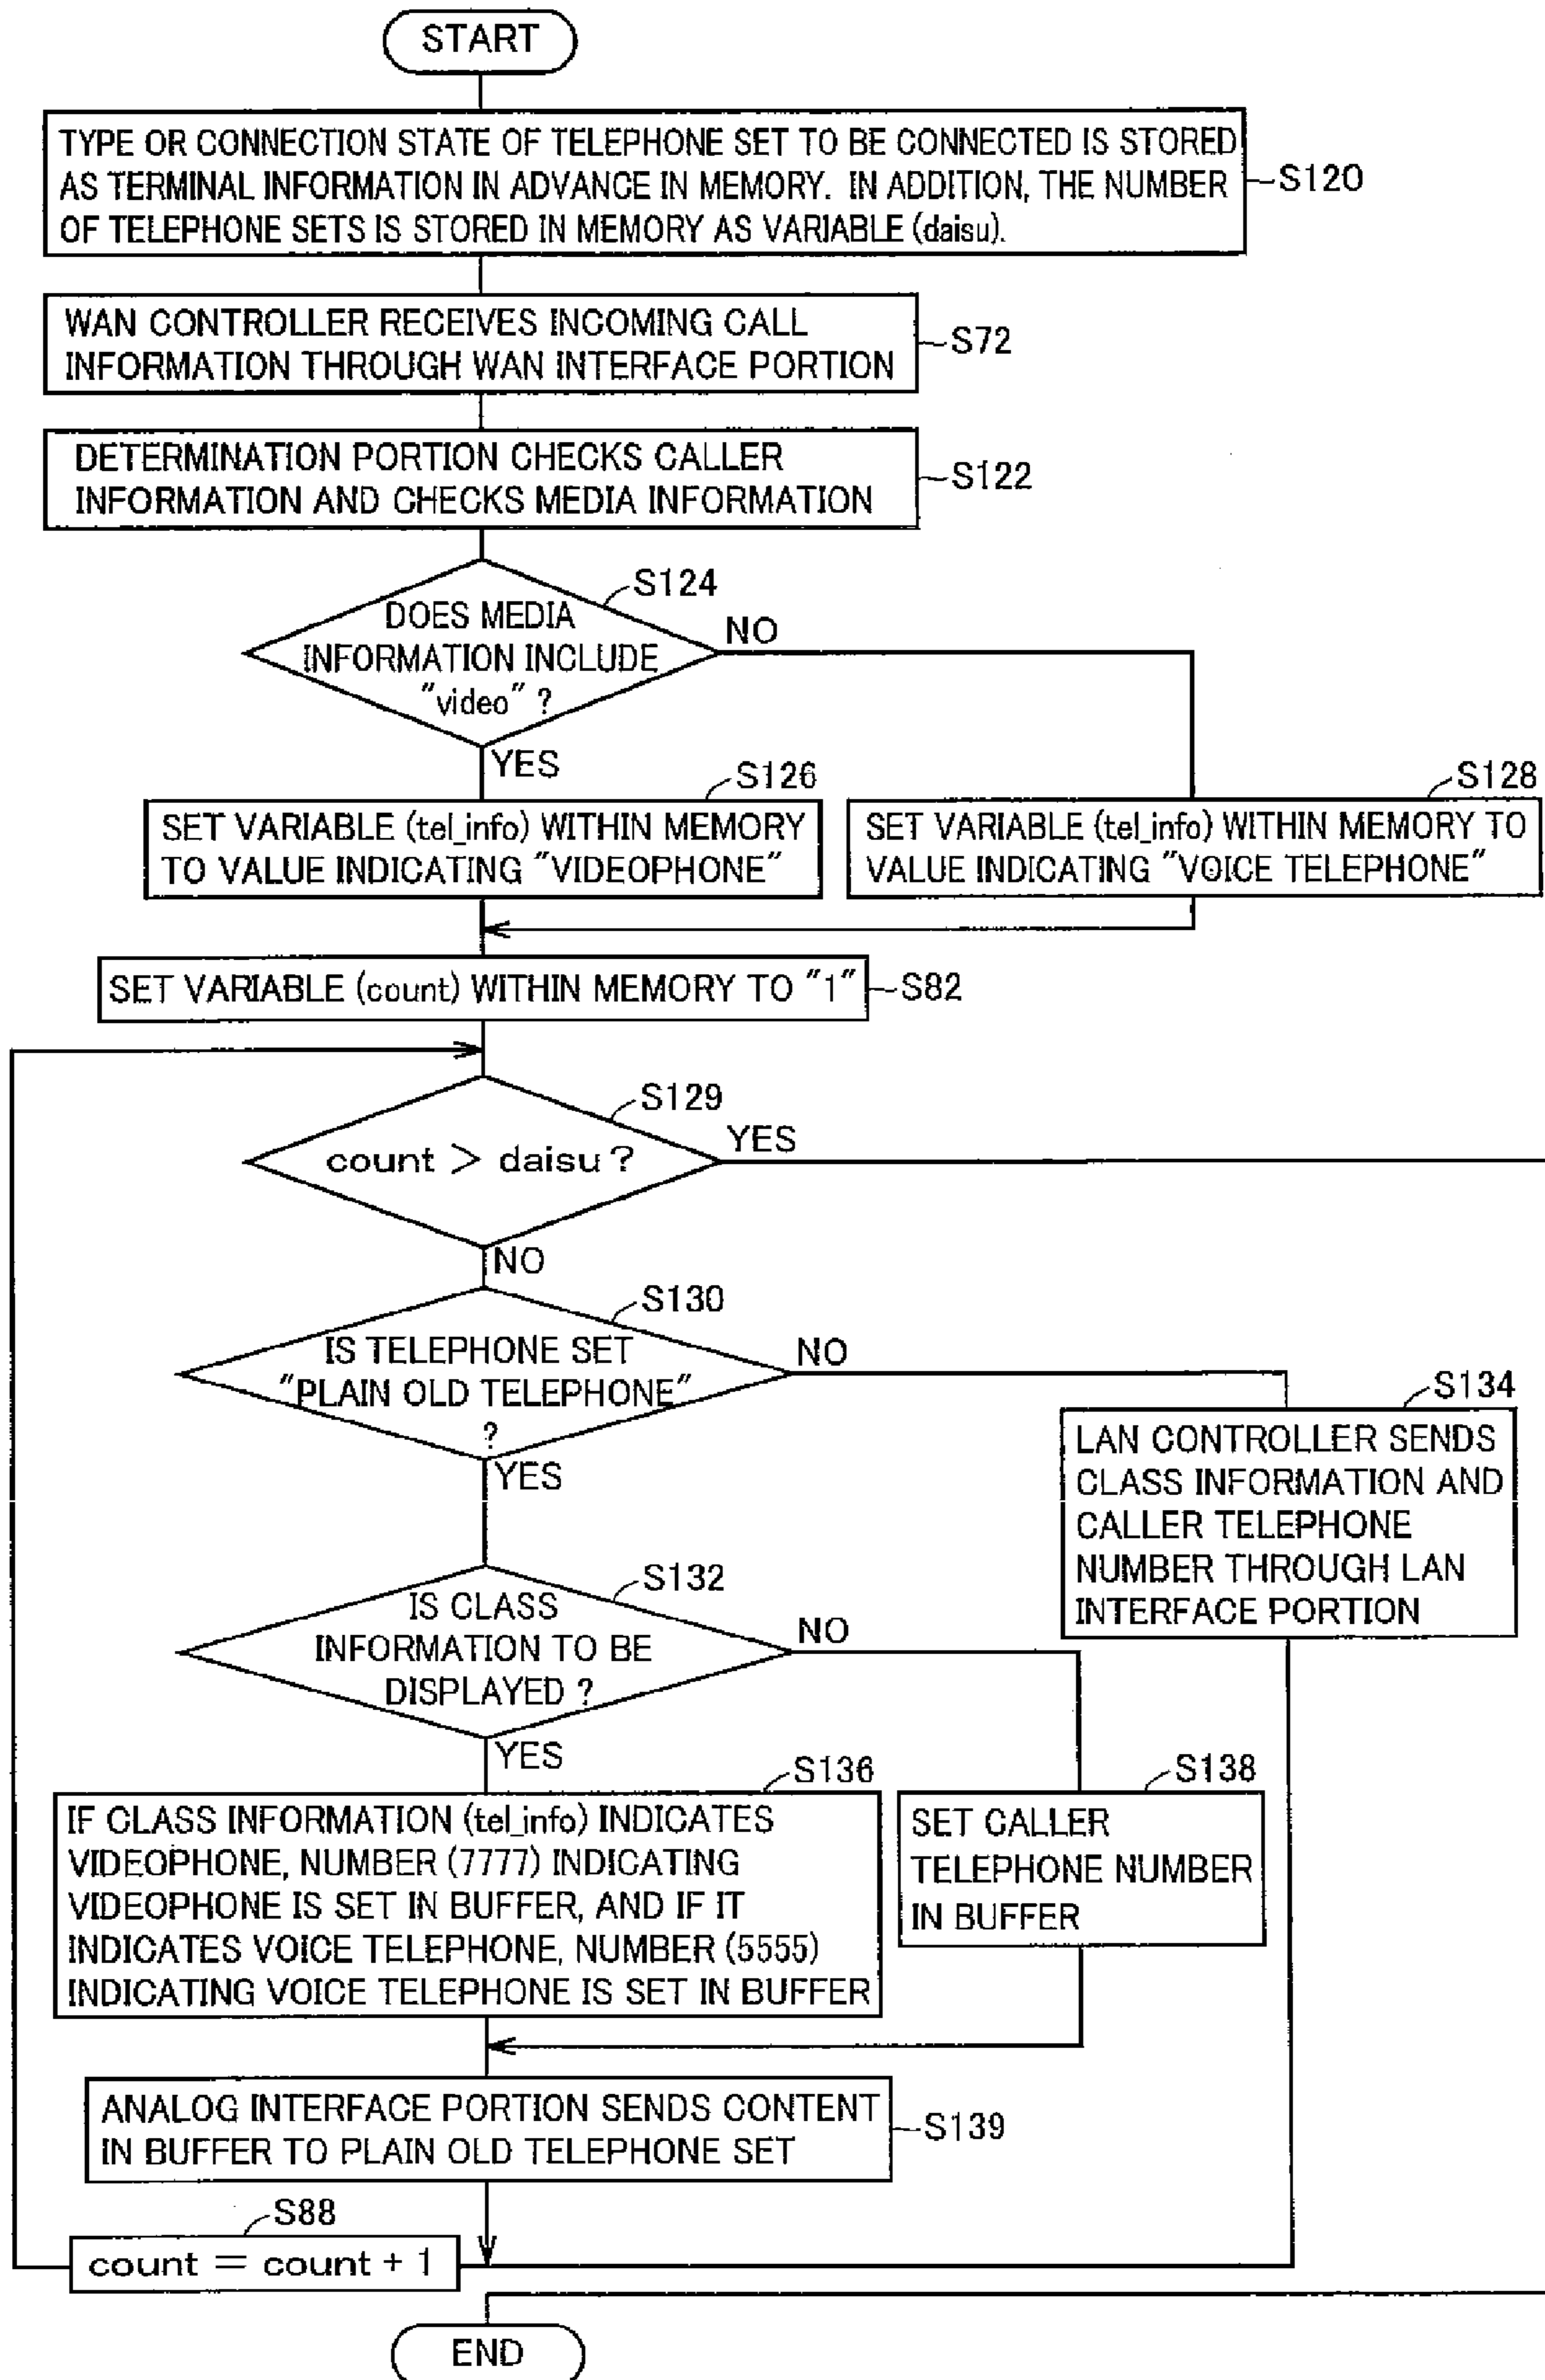 START
TYPE OR CONNECTION STATE OF TELEPHONE SET TO BE CONNECTED IS STORED
AS TERMINAL INFORMATION IN ADVANCE IN MEMORY. IN ADDITION, THE NUMBER
OF TELEPHONE SETS IS STORED IN MEMORY AS VARIABLE (daisu).
S120
WAN CONTROLLER RECEIVES INCOMING CALL
INFORMATION THROUGH WAN INTERFACE PORTION
S72
DETERMINATION PORTION CHECKS CALLER
INFORMATION AND CHECKS MEDIA INFORMATION
S122
S124
DOES MEDIA
INFORMATION INCLUDE
"video" ?
NO
YES
S126
SET VARIABLE (tel_info) WITHIN MEMORY
TO VALUE INDICATING "VIDEOPHONE"
S128
SET VARIABLE (tel_info) WITHIN MEMORY TO
VALUE INDICATING "VOICE TELEPHONE"
SET VARIABLE (count) WITHIN MEMORY TO "1"
S82
S129
count > daisu ?
YES
NO
S130
IS TELEPHONE SET
"PLAIN OLD TELEPHONE"
?
NO
YES
S134
LAN CONTROLLER SENDS
CLASS INFORMATION AND
CALLER TELEPHONE
NUMBER THROUGH LAN
INTERFACE PORTION
S132
IS CLASS
INFORMATION TO BE
DISPLAYED ?
NO
YES
S136
IF CLASS INFORMATION (tel_info) INDICATES
VIDEOPHONE, NUMBER (7777) INDICATING
VIDEOPHONE IS SET IN BUFFER, AND IF IT
INDICATES VOICE TELEPHONE, NUMBER (5555)
INDICATING VOICE TELEPHONE IS SET IN BUFFER
S138
SET CALLER
TELEPHONE NUMBER
IN BUFFER
ANALOG INTERFACE PORTION SENDS CONTENT
IN BUFFER TO PLAIN OLD TELEPHONE SET
S139
S88
count = count + 1
END